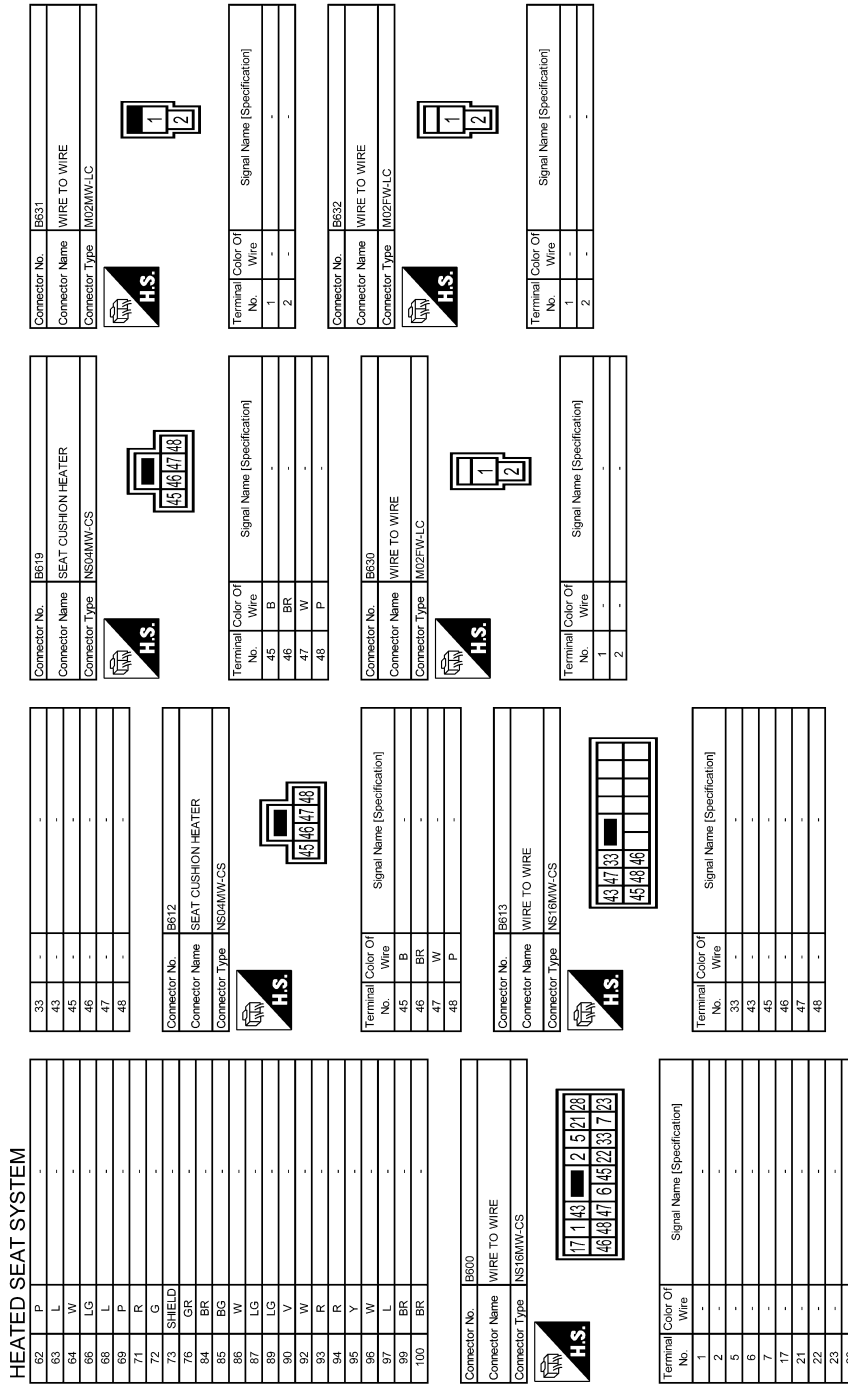 HEATED SEAT SYSTEM
62 P -
63 L -
64 W -
66 LG -
68 L -
69 P -
71 R -
72 G -
73 SHIELD -
76 GR -
84 BR -
85 BG -
86 W -
87 LG -
89 LG -
90 V -
92 W -
93 R -
94 R -
95 Y -
96 W -
97 L -
99 BR -
100 BR -
Connector No. B600
Connector Name WIRE TO WIRE
Connector Type NS16MW-CS
H.S.
17 1 43 2 5 21 28
46 48 47 6 45 22 33 7 23
Terminal No. Color Of Wire Signal Name [Specification]
1 - -
2 - -
5 - -
6 - -
7 - -
17 - -
21 - -
22 - -
23 - -
33 - -
43 - -
45 - -
46 - -
47 - -
48 - -
Connector No. B612
Connector Name SEAT CUSHION HEATER
Connector Type NS04MW-CS
H.S.
45 46 47 48
Terminal No. Color Of Wire Signal Name [Specification]
45 B -
46 BR -
47 W -
48 P -
Connector No. B613
Connector Name WIRE TO WIRE
Connector Type NS16MW-CS
H.S.
43 47 33
45 48 46
Terminal No. Color Of Wire Signal Name [Specification]
33 - -
43 - -
45 - -
46 - -
47 - -
48 - -
Connector No. B619
Connector Name SEAT CUSHION HEATER
Connector Type NS04MW-CS
H.S.
45 46 47 48
Terminal No. Color Of Wire Signal Name [Specification]
45 B -
46 BR -
47 W -
48 P -
Connector No. B630
Connector Name WIRE TO WIRE
Connector Type M02FW-LC
H.S.
1
2
Terminal No. Color Of Wire Signal Name [Specification]
1 - -
2 - -
Connector No. B631
Connector Name WIRE TO WIRE
Connector Type M02MW-LC
H.S.
1
2
Terminal No. Color Of Wire Signal Name [Specification]
1 - -
2 - -
Connector No. B632
Connector Name WIRE TO WIRE
Connector Type M02FW-LC
H.S.
1
2
Terminal No. Color Of Wire Signal Name [Specification]
1 - -
2 - -